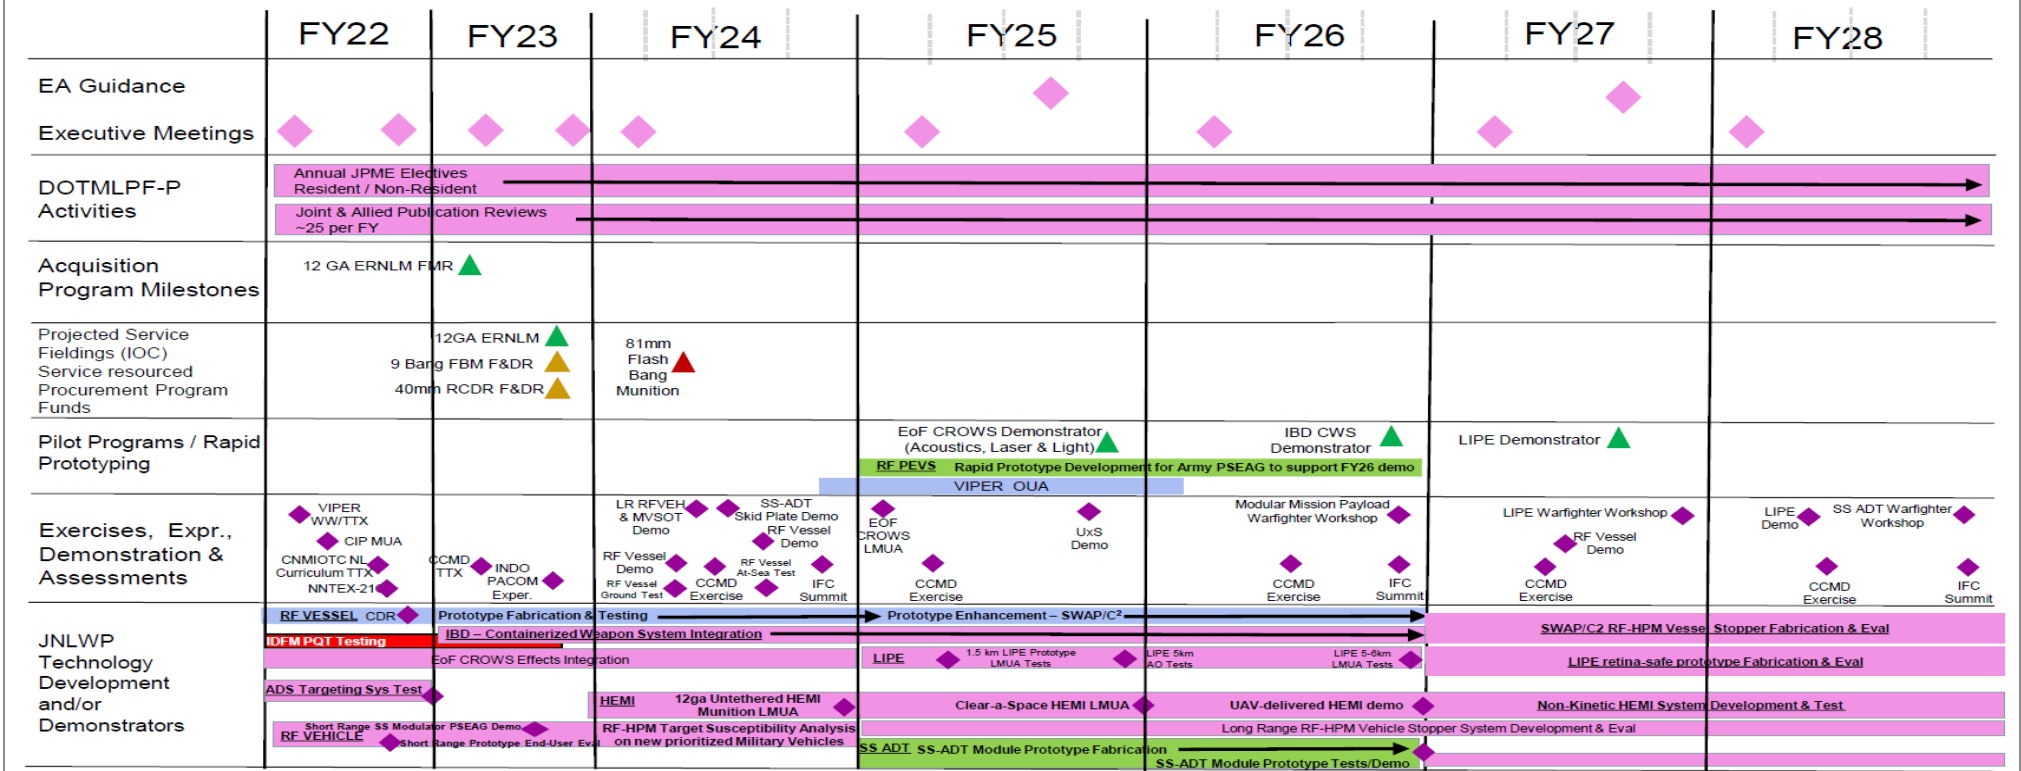 FY22 FY23 FY24 FY25 FY26 FY27 FY28
EA Guidance
Executive Meetings
DOTMLPF-P
Activities
Annual JPME Electives
Resident / Non-Resident
Joint & Allied Publication Reviews
~25 per FY
Acquisition
Program Milestones
12 GA ERNLM FMR
Projected Service
Fieldings (IOC)
Service resourced
Procurement Program
Funds
12GA ERNLM
9 Bang FBM F&DR
40mm RCDR F&DR
81mm
Flash
Bang
Munition
Pilot Programs / Rapid
Prototyping
EoF CROWS Demonstrator
(Acoustics, Laser & Light)
IBD CWS
Demonstrator
LIPE Demonstrator
RF PEVS Rapid Prototype Development for Army PSEAG to support FY26 demo
VIPER OUA
Exercises, Expr.,
Demonstration &
Assessments
VIPER
WW/TTX
CIP MUA
CNMIOTC NL
Curriculum TTX
NNTEX-21
CCMD
TTX
INDO
PACOM
Exper.
LR RFVEH
& MVSOT
Demo
SS-ADT
Skid Plate Demo
RF Vessel
Demo
RF Vessel
Demo
RF Vessel
Ground Test
CCMD
Exercise
RF Vessel
At-Sea Test
IFC
Summit
EOF
CROWS
LMUA
CCMD
Exercise
UxS
Demo
Modular Mission Payload
Warfighter Workshop
CCMD
Exercise
IFC
Summit
LIPE Warfighter Workshop
RF Vessel
Demo
CCMD
Exercise
LIPE
Demo
SS ADT Warfighter
Workshop
CCMD
Exercise
IFC
Summit
JNLWP
Technology
Development
and/or
Demonstrators
RF VESSEL CDR
Prototype Fabrication & Testing
Prototype Enhancement – SWAP/C²
IDFM PQT Testing
IBD – Containerized Weapon System Integration
SWAP/C2 RF-HPM Vessel Stopper Fabrication & Eval
EoF CROWS Effects Integration
LIPE
1.5 km LIPE Prototype
LMUA Tests
LIPE 5km
AO Tests
LIPE 5-6km
LMUA Tests
LIPE retina-safe prototype Fabrication & Eval
ADS Targeting Sys Test
HEMI
12ga Untethered HEMI
Munition LMUA
Clear-a-Space HEMI LMUA
UAV-delivered HEMI demo
Non-Kinetic HEMI System Development & Test
Short Range SS Modulator PSEAG Demo
RF VEHICLE
Short Range Prototype End-User Eval
RF-HPM Target Susceptibility Analysis
on new prioritized Military Vehicles
Long Range RF-HPM Vehicle Stopper System Development & Eval
SS ADT SS-ADT Module Prototype Fabrication
SS-ADT Module Prototype Tests/Demo